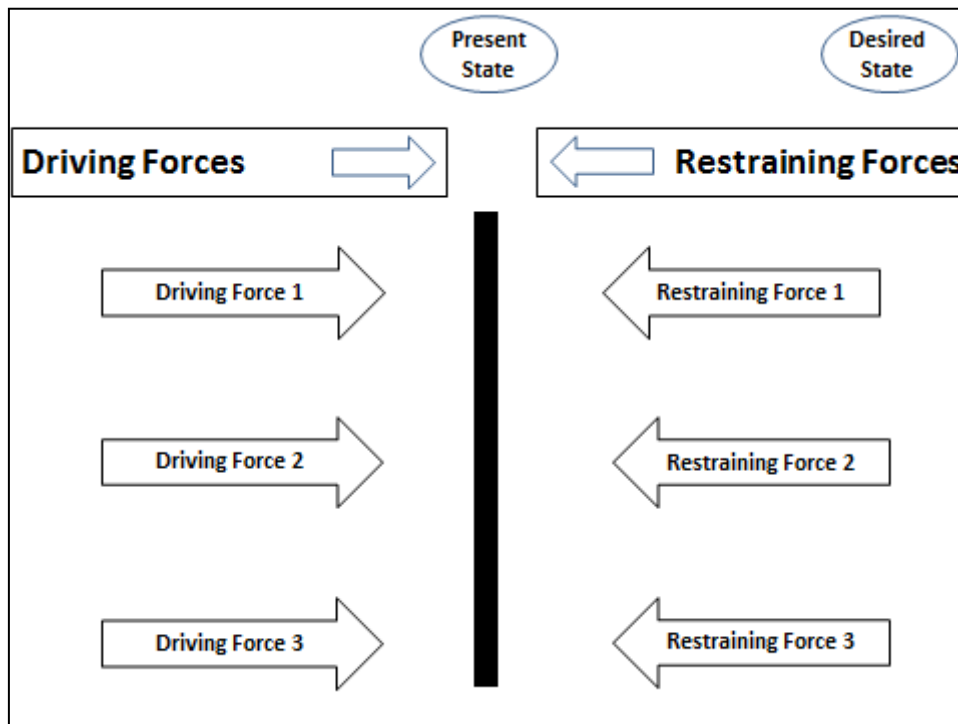 Present
State
Desired
State
Driving Forces
Restraining Forces
Driving Force 1
Restraining Force 1
Driving Force 2
Restraining Force 2
Driving Force 3
Restraining Force 3